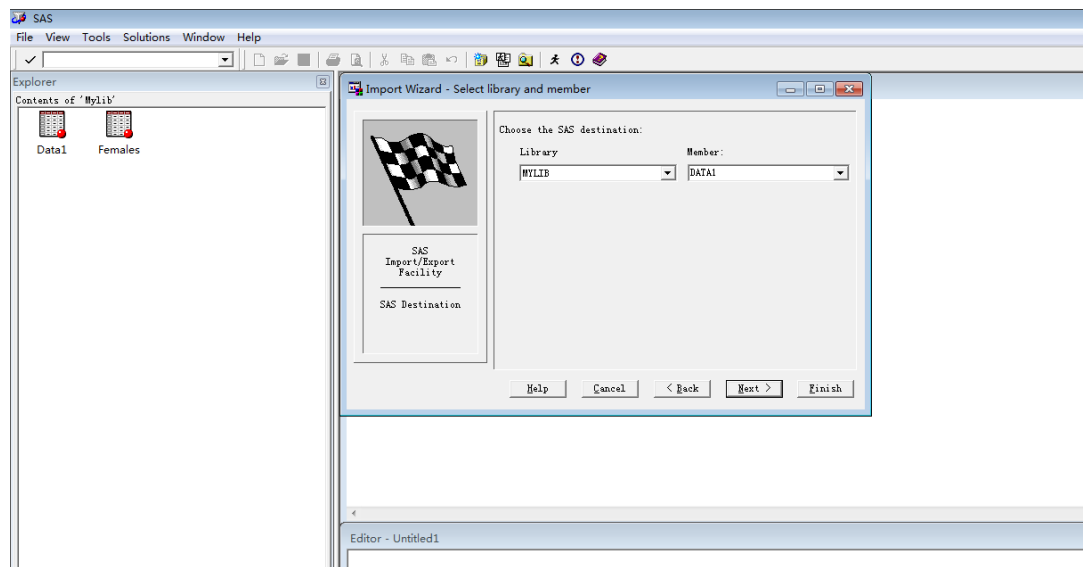 SAS
File View Tools Solutions Window Help
Explorer
Contents of 'Mylib'
Data1 Females
Import Wizard - Select library and member
Choose the SAS destination:
Library Member:
MYLIB DATA1
SAS
Import/Export
Facility
SAS Destination
Help Cancel < Back Next > Finish
Editor - Untitled1